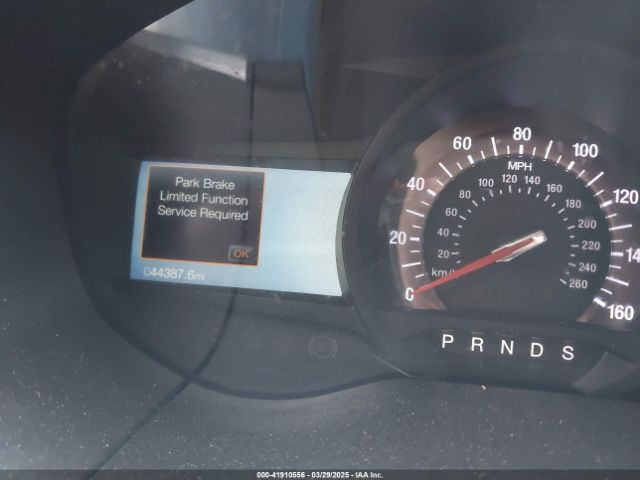 Park Brake
Limited Function
Service Required
OK
044387.6mi
0 20 40 60 80 100 120 14 160
MPH
20 40 60 80 100 120 140 160 180 200 220 240 260
km/
P R N D S
000-41910556 - 03/29/2025 - IAA Inc.